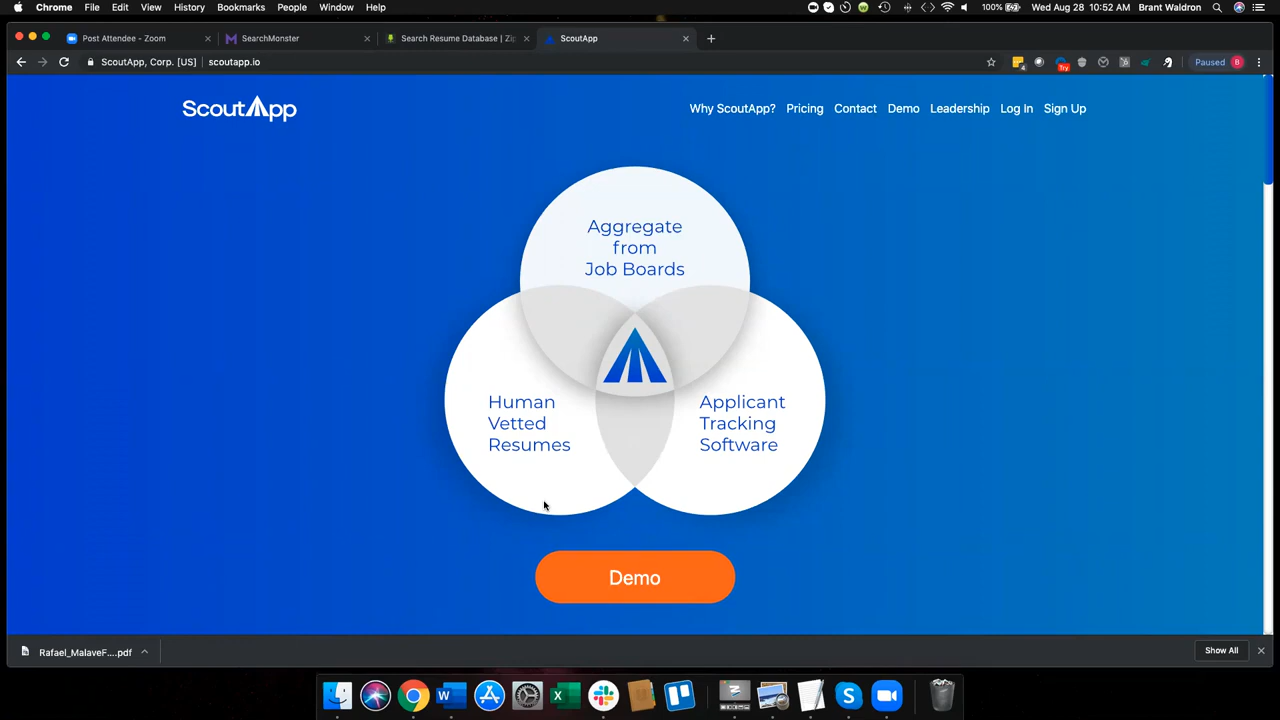 Chrome File Edit View History Bookmarks People Window Help 100% Wed Aug 28 10:52 AM Brant Waldron
Post Attendee - Zoom SearchMonster Search Resume Database | Zip ScoutApp
ScoutApp, Corp. [US] scoutapp.io Try 4 Paused B
ScoutApp Why ScoutApp? Pricing Contact Demo Leadership Log In Sign Up
Aggregate
from
Job Boards
Human
Vetted
Resumes
Applicant
Tracking
Software
Demo
Rafael_MalaveF....pdf Show All